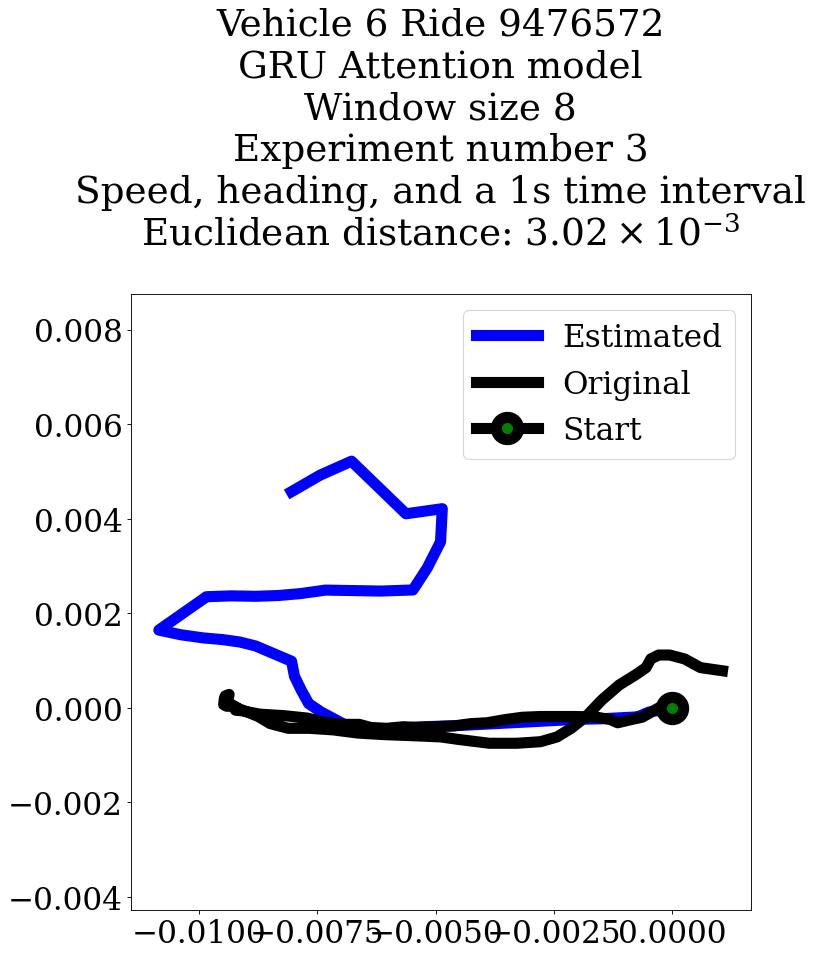 Vehicle 6 Ride 9476572
GRU Attention model
Window size 8
Experiment number 3
Speed, heading, and a 1s time interval
Euclidean distance: 3.02 × 10⁻³
Estimated
Original
Start
0.008
0.006
0.004
0.002
0.000
−0.002
−0.004
−0.0100 −0.0075 −0.0050 −0.0025 0.0000